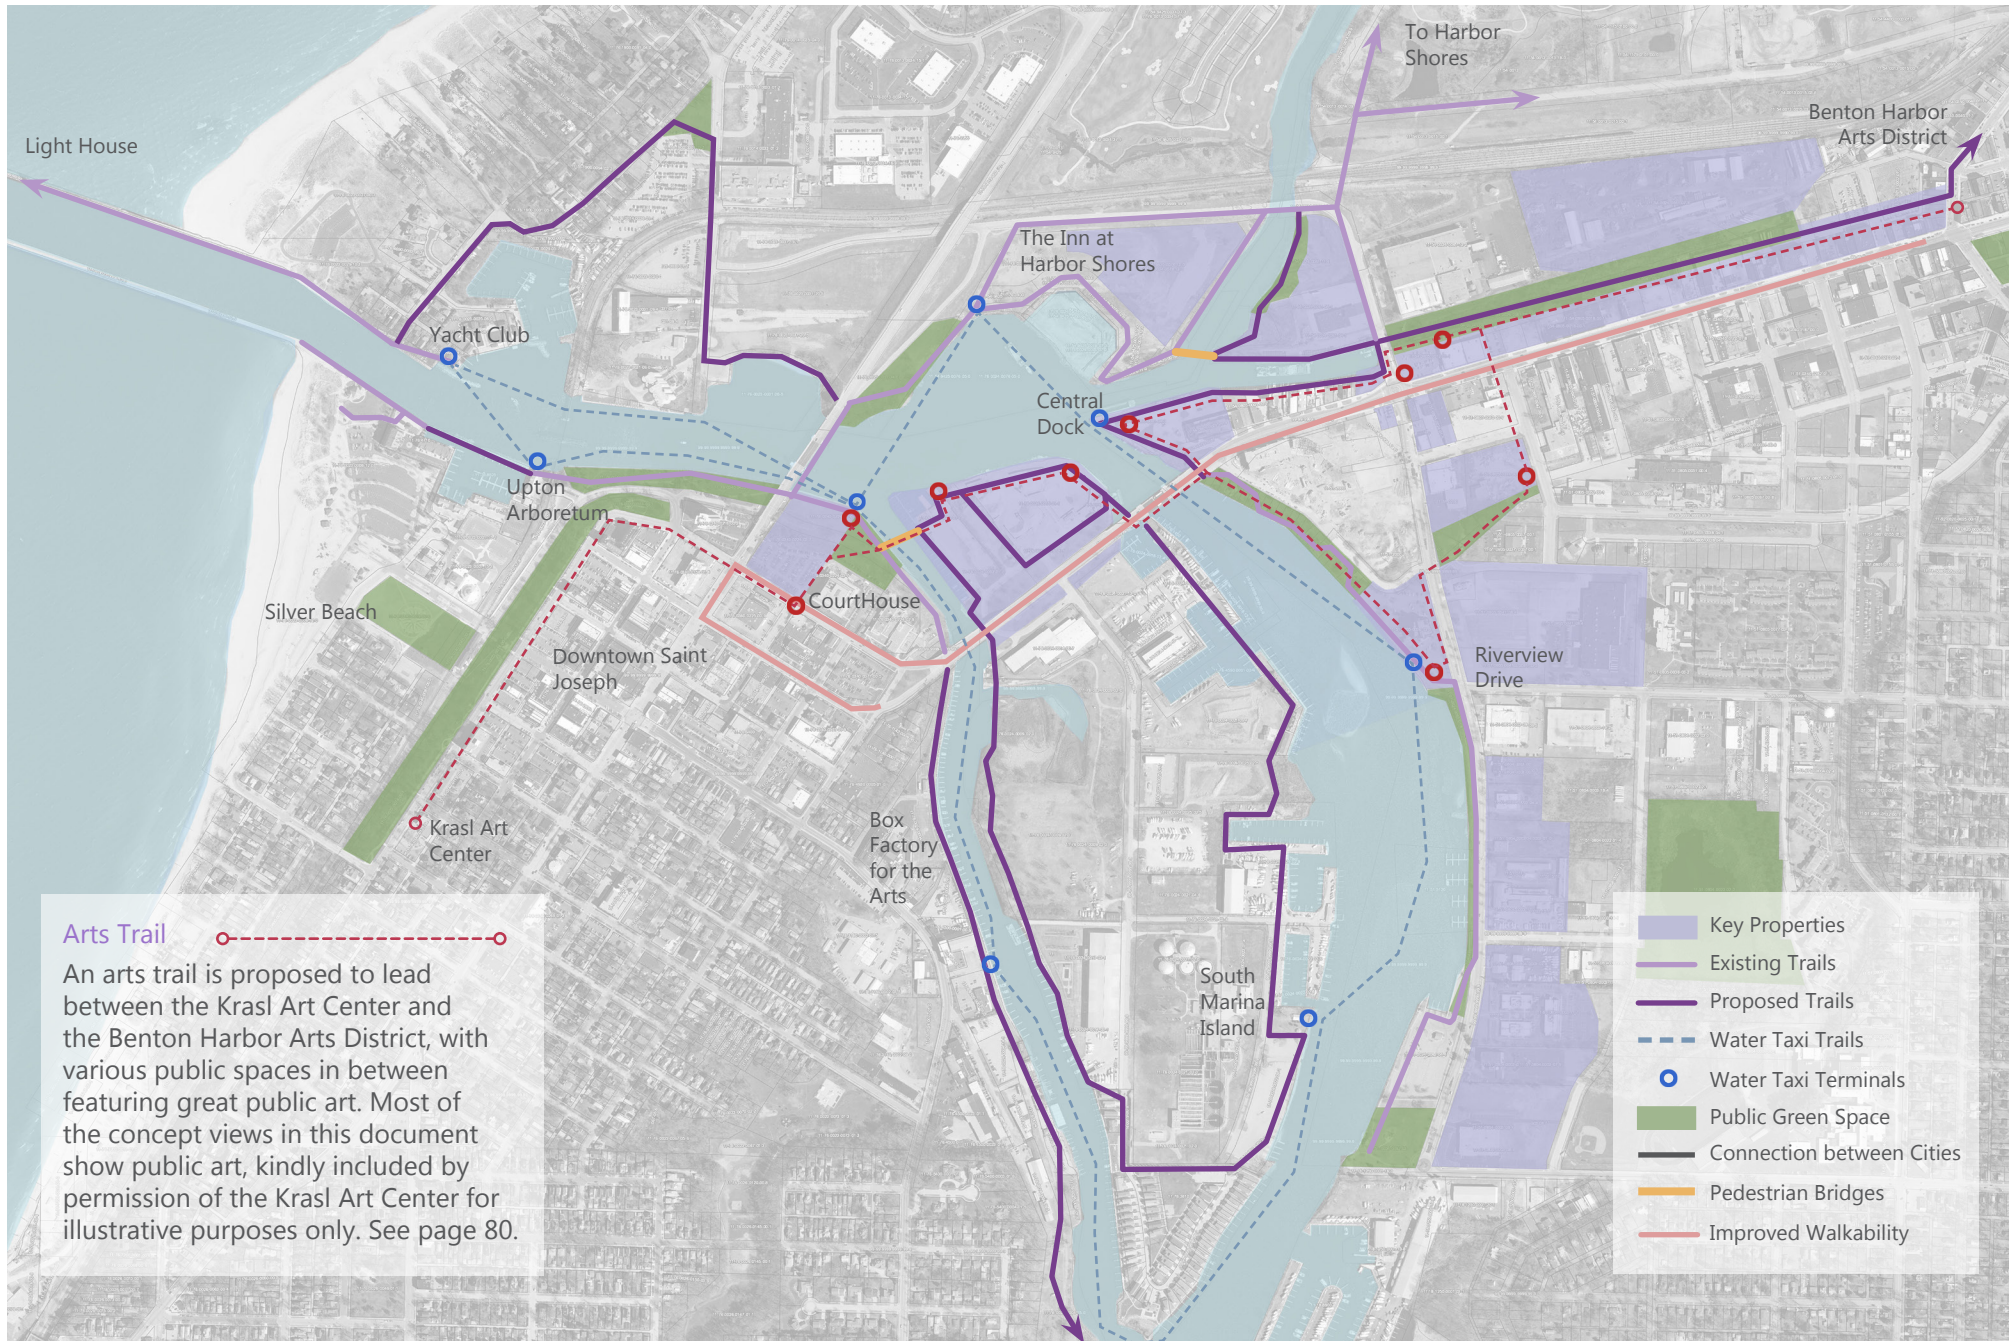 To Harbor
Shores
Benton Harbor
Arts District
Light House
The Inn at
Harbor Shores
Yacht Club
Central
Dock
Upton
Arboretum
CourtHouse
Silver Beach
Downtown Saint
Joseph
Riverview
Drive
Krasl Art
Center
Box
Factory
for the
Arts
South
Marina
Island
Arts Trail
An arts trail is proposed to lead
between the Krasl Art Center and
the Benton Harbor Arts District, with
various public spaces in between
featuring great public art. Most of
the concept views in this document
show public art, kindly included by
permission of the Krasl Art Center for
illustrative purposes only. See page 80.
Key Properties
Existing Trails
Proposed Trails
Water Taxi Trails
Water Taxi Terminals
Public Green Space
Connection between Cities
Pedestrian Bridges
Improved Walkability